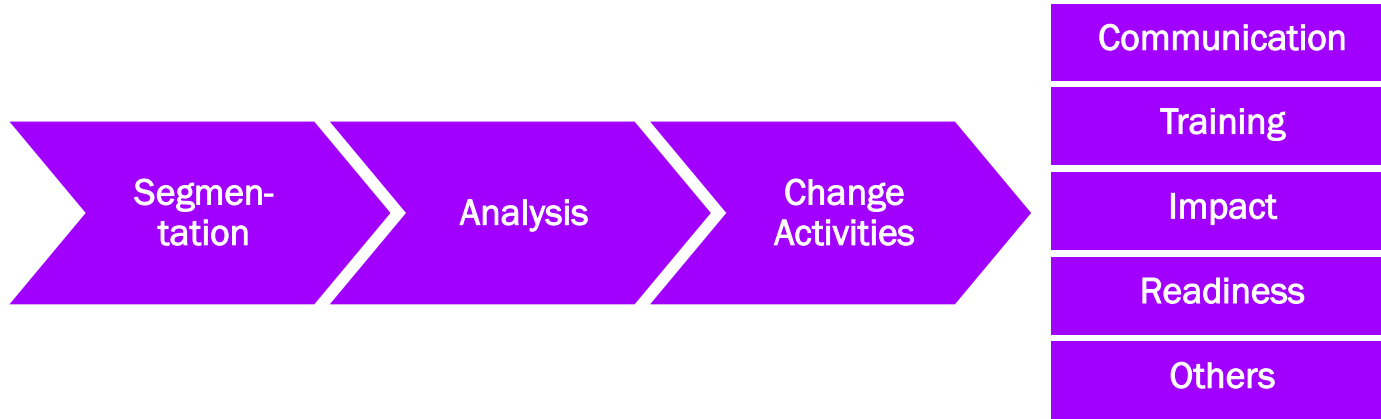 Segmen-
tation
Analysis
Change
Activities
Communication
Training
Impact
Readiness
Others